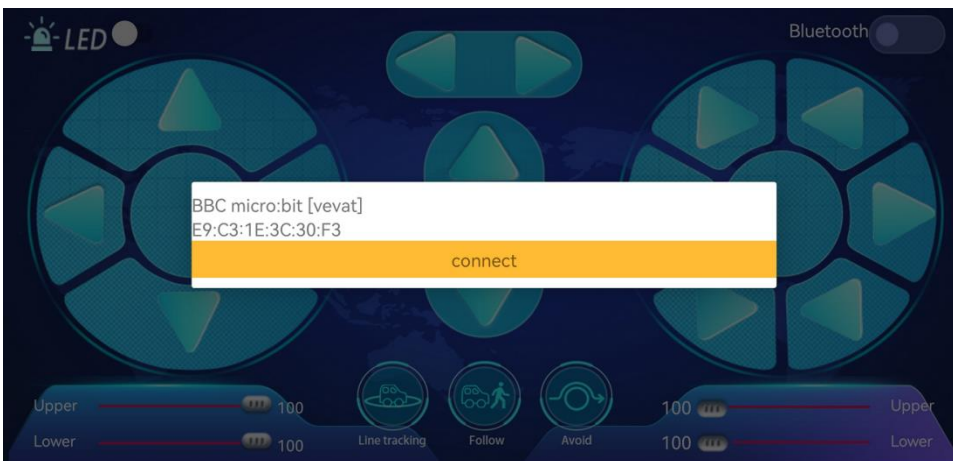 LED
Bluetooth
BBC micro:bit [vevat]
E9:C3:1E:3C:30:F3
connect
Upper
100
Lower
100
Line tracking
Follow
Avoid
100
Upper
100
Lower